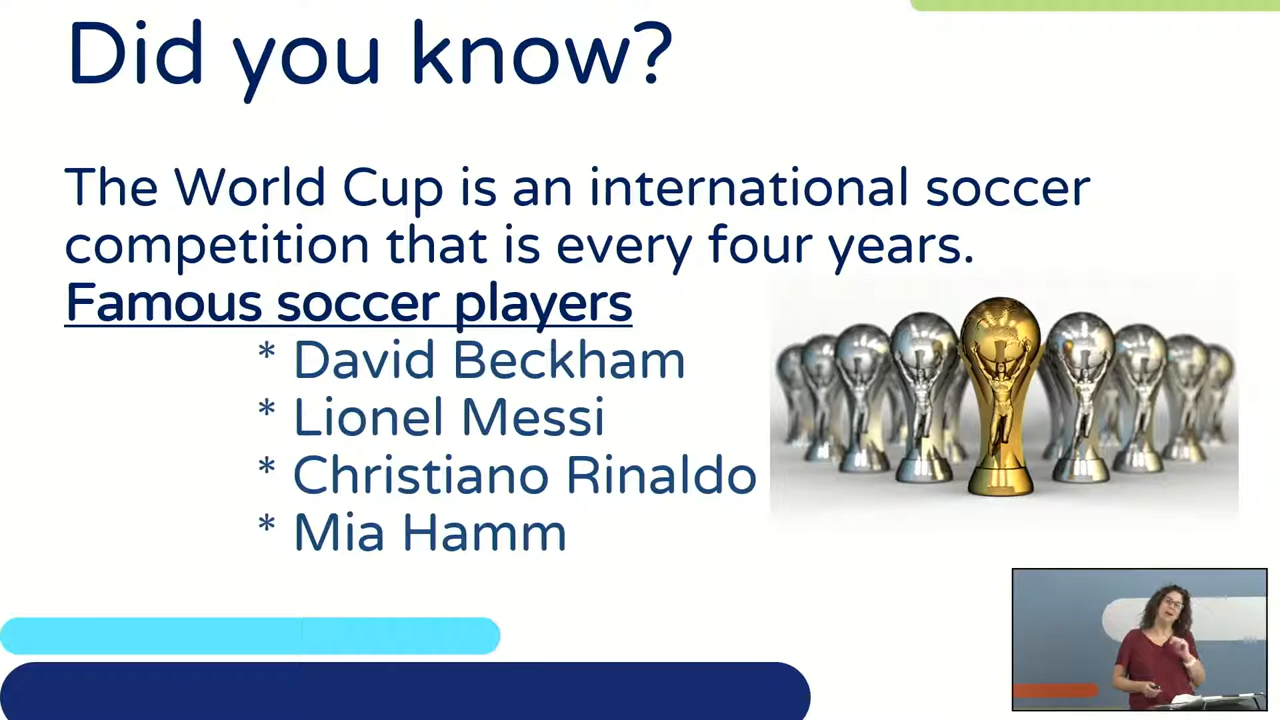 Did you know?
The World Cup is an international soccer
competition that is every four years.
Famous soccer players
* David Beckham
* Lionel Messi
* Christiano Rinaldo
* Mia Hamm